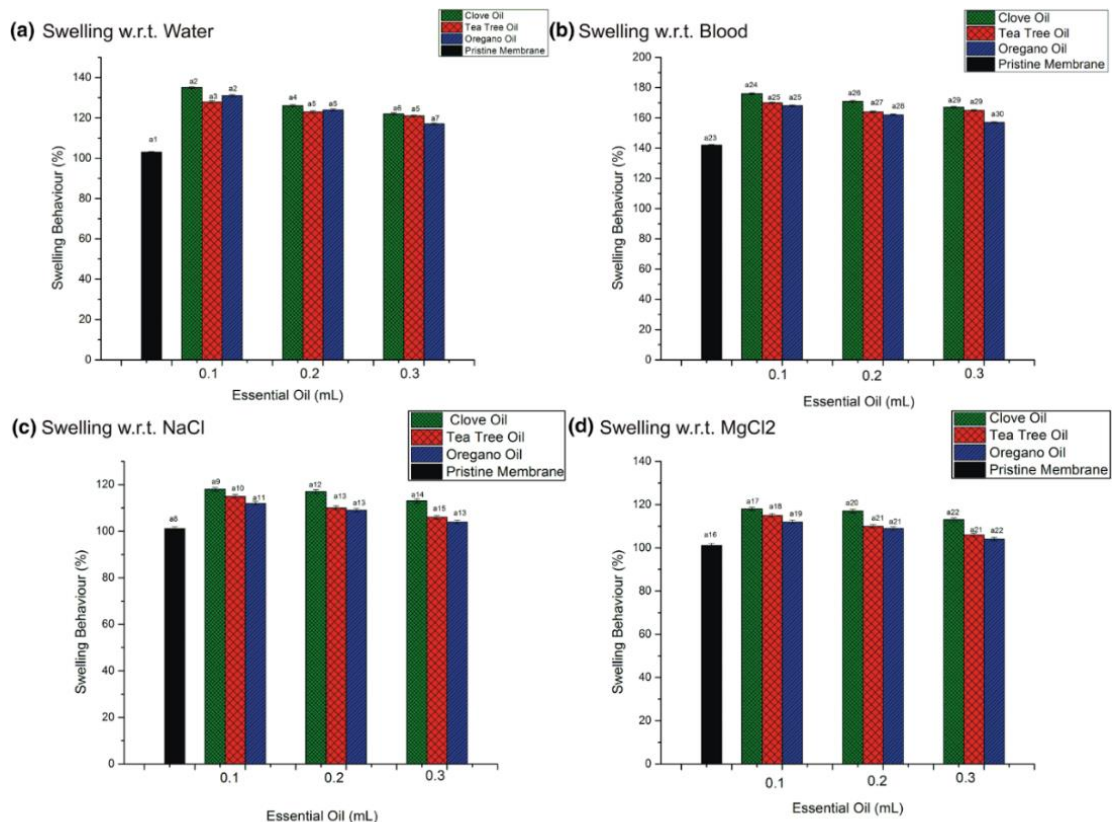 (a) Swelling w.r.t. Water
Clove Oil
Tea Tree Oil
Oregano Oil
Pristine Membrane
140
120
100
80
60
40
20
0
Swelling Behaviour (%)
a1
a2
a3
a2
a4
a5
a5
a6
a5
a7
0.1 0.2 0.3
Essential Oil (mL)
(b) Swelling w.r.t. Blood
Clove Oil
Tea Tree Oil
Oregano Oil
Pristine Membrane
200
180
160
140
120
100
80
60
40
20
0
Swelling Behaviour (%)
a23
a24
a25
a25
a26
a27
a28
a29
a29
a30
0.1 0.2 0.3
Essential Oil (mL)
(c) Swelling w.r.t. NaCl
Clove Oil
Tea Tree Oil
Oregano Oil
Pristine Membrane
120
100
80
60
40
20
0
Swelling Behaviour (%)
a9
a10
a11
a12
a13
a13
a14
a15
a13
0.1 0.2 0.3
Essential Oil (mL)
(d) Swelling w.r.t. MgCl2
Clove Oil
Tea Tree Oil
Oregano Oil
Pristine Membrane
140
120
100
80
60
40
20
0
Swelling Behaviour (%)
a16
a17
a18
a19
a20
a21
a21
a22
a21
a22
0.1 0.2 0.3
Essential Oil (mL)